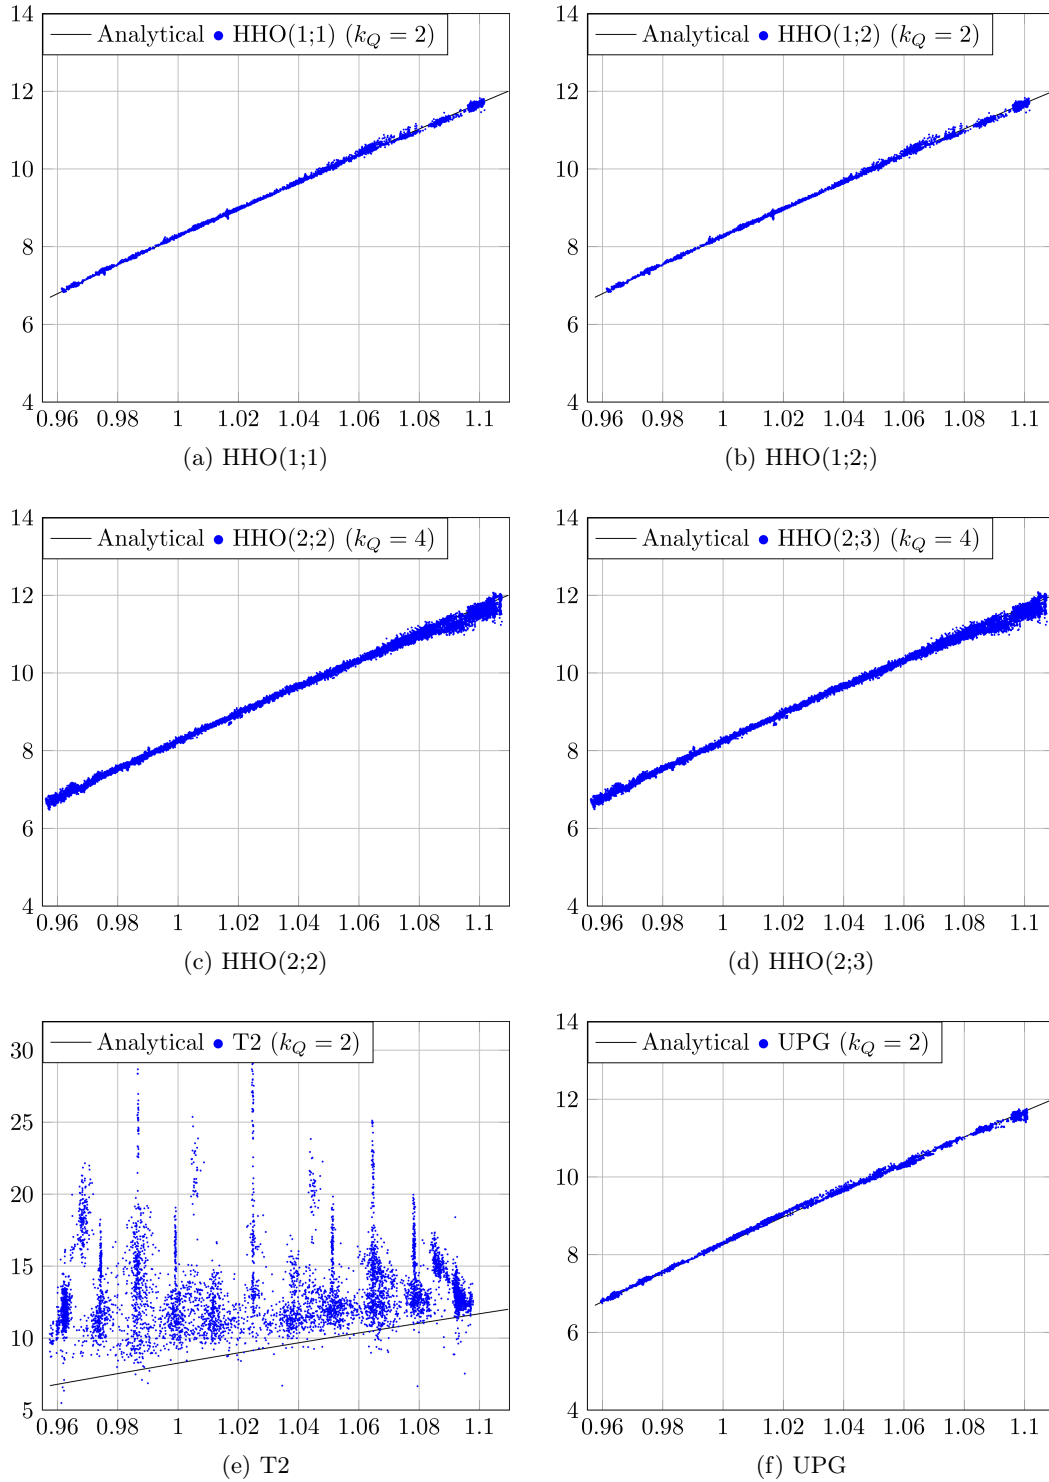 14
12
10
8
6
4
0.96 0.98 1 1.02 1.04 1.06 1.08 1.1
Analytical HHO(1;1) (k_Q = 2)
(a) HHO(1;1)
14
12
10
8
6
4
0.96 0.98 1 1.02 1.04 1.06 1.08 1.1
Analytical HHO(1;2) (k_Q = 2)
(b) HHO(1;2;)
14
12
10
8
6
4
0.96 0.98 1 1.02 1.04 1.06 1.08 1.1
Analytical HHO(2;2) (k_Q = 4)
(c) HHO(2;2)
14
12
10
8
6
4
0.96 0.98 1 1.02 1.04 1.06 1.08 1.1
Analytical HHO(2;3) (k_Q = 4)
(d) HHO(2;3)
30
25
20
15
10
5
0.96 0.98 1 1.02 1.04 1.06 1.08 1.1
Analytical T2 (k_Q = 2)
(e) T2
14
12
10
8
6
4
0.96 0.98 1 1.02 1.04 1.06 1.08 1.1
Analytical UPG (k_Q = 2)
(f) UPG